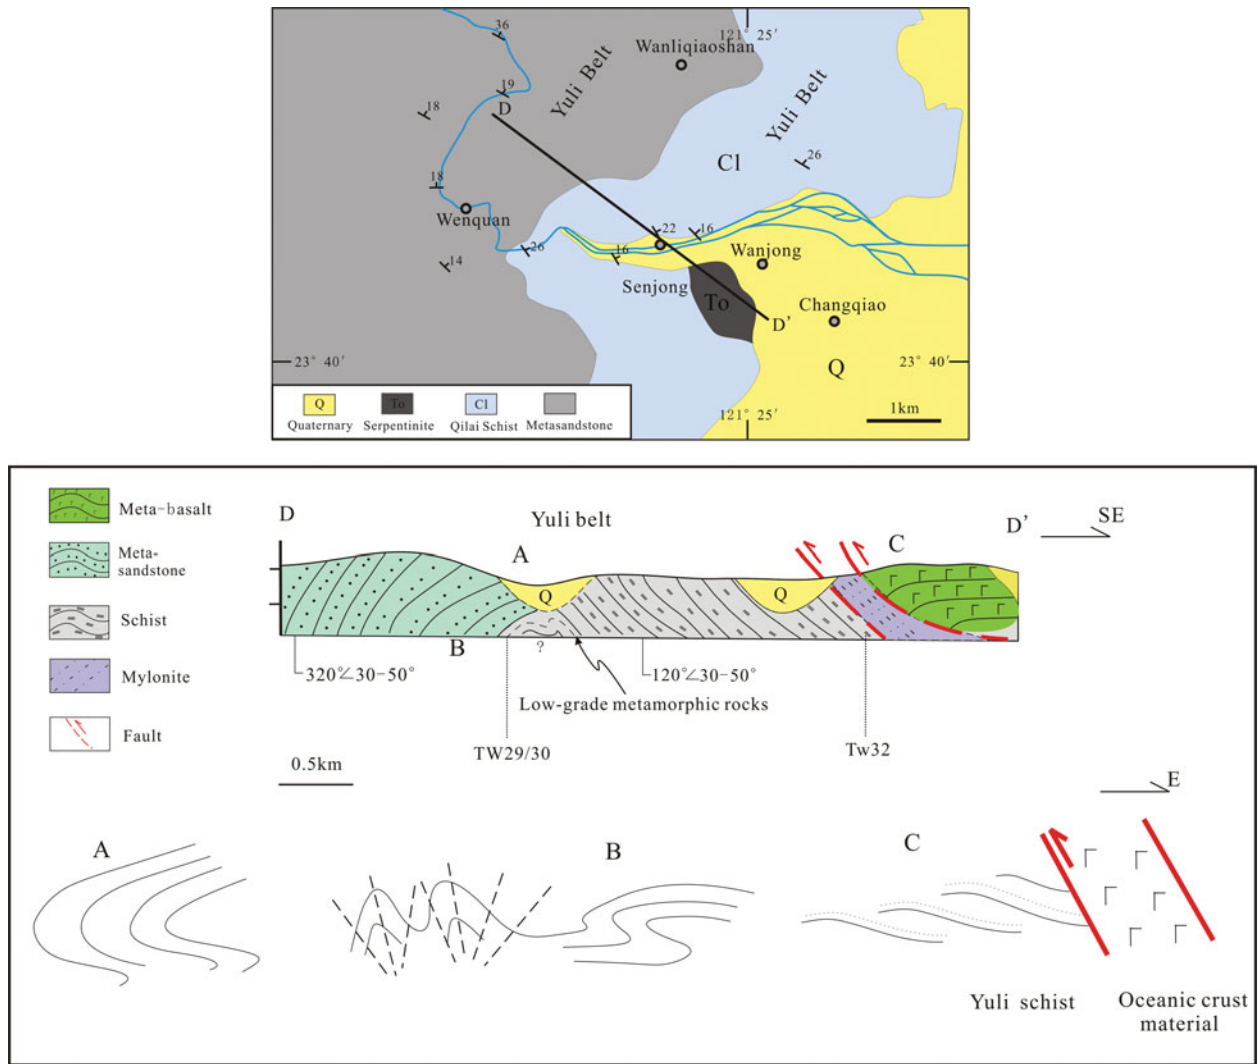 36
121° 25′
Wanliqiaoshan
Yuli Belt
Yuli Belt
19
D
18
Cl
26
18
Wenquan
22
16
26
16
14
Wanjong
Senjong
To
Changqiao
D’
23° 40′
23° 40′
Q
121° 25′
1km
Q
To
Cl
Quaternary
Serpentinite
Qilai Schist
Metasandstone
Meta-basalt
Meta-
sandstone
Schist
Mylonite
Fault
D
Yuli belt
D’
SE
A
C
Q
Q
B
?
320°∠30-50°
120°∠30-50°
Low-grade metamorphic rocks
TW29/30
Tw32
0.5km
E
A
B
C
Yuli schist
Oceanic crust
material